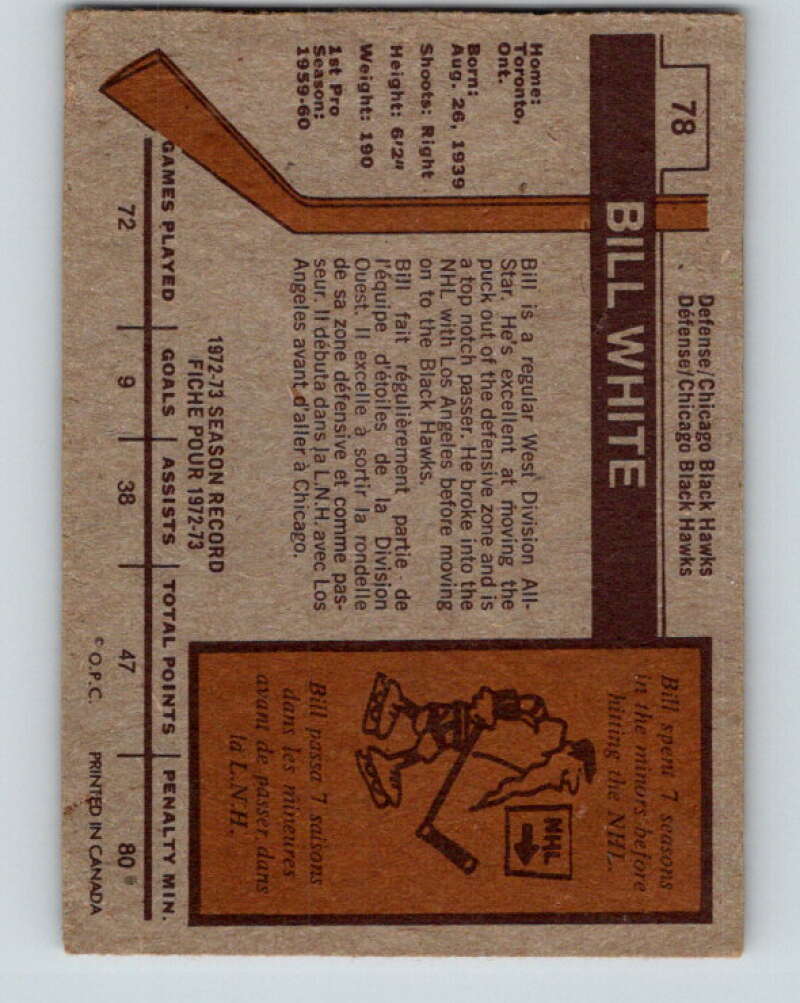 78
Defense/Chicago Black Hawks
Défense/Chicago Black Hawks
BILL WHITE
Home:
Toronto,
Ont.
Born:
Aug. 26, 1939
Shoots: Right
Height: 6'2"
Weight: 190
1st Pro
Season:
1959-60
Bill is a regular West Division All-
Star. He's excellent at moving the
puck out of the defensive zone and is
a top notch passer. He broke into the
NHL with Los Angeles before moving
on to the Black Hawks.
Bill fait régulièrement partie de
l'équipe d'étoiles de la Division
Ouest. Il excelle à sortir la rondelle
de sa zone défensive et comme pas-
seur. Il débuta dans la L.N.H. avec Los
Angeles avant d'aller à Chicago.
Bill spent 7 seasons
in the minors before
hitting the NHL.
NHL
Bill passa 7 saisons
dans les mineures
avant de passer dans
la L.N.H.
1972-73 SEASON RECORD
FICHE POUR 1972-73
GAMES PLAYED GOALS ASSISTS TOTAL POINTS PENALTY MIN.
72 9 38 47 80
© O.P.C. PRINTED IN CANADA